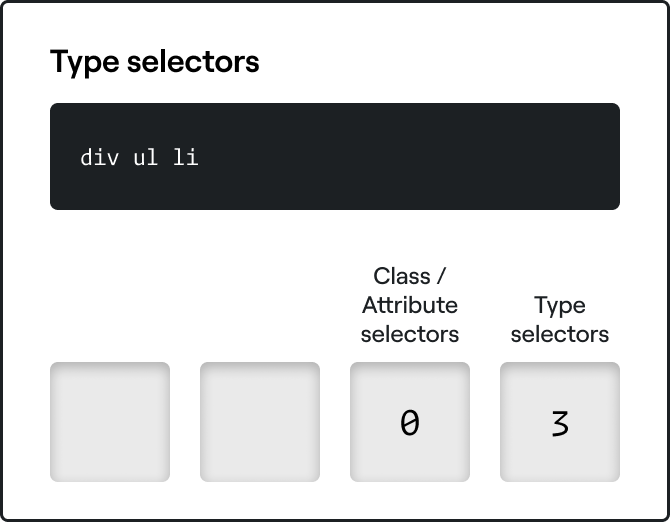 Type selectors
div ul li
Class /
Attribute
selectors
Type
selectors
0
3